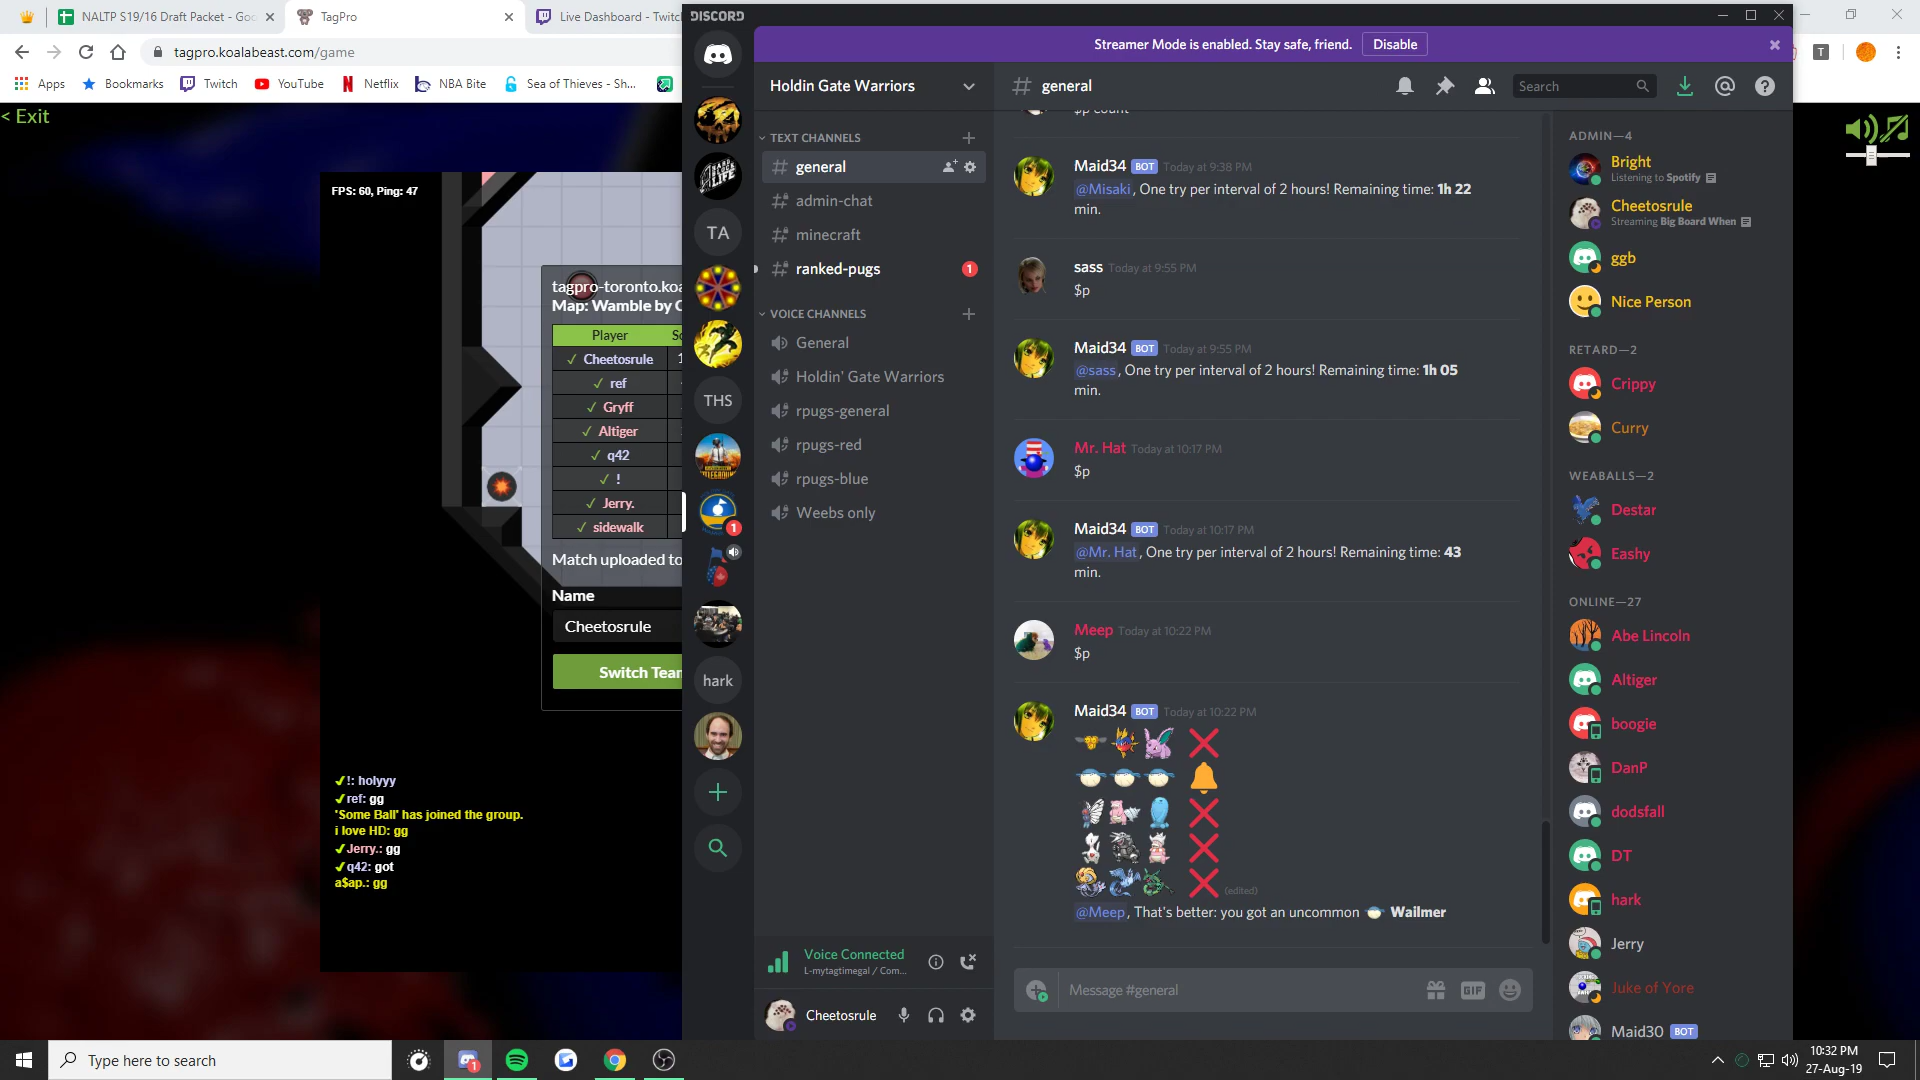 NALTP S19/16 Draft Packet - Goo
TagPro
Live Dashboard - Twitch
tagpro.koalabeast.com/game
Apps
Bookmarks
Twitch
YouTube
Netflix
NBA Bite
Sea of Thieves - Sh...
< Exit
FPS: 60, Ping: 47
tagpro-toronto.koa
Map: Wamble by C
Player
Sc
Cheetosrule
1
ref
Gryff
Altiger
q42
!
Jerry.
sidewalk
Match uploaded to
Name
Cheetosrule
Switch Tean
✓!: holyyy
✓ref: gg
'Some Ball' has joined the group.
i love HD: gg
✓Jerry.: gg
✓q42: got
a$ap.: gg
DISCORD
Streamer Mode is enabled. Stay safe, friend.
Disable
BOARD LIFE
TA
THS
1
hark
Holdin Gate Warriors
TEXT CHANNELS
general
admin-chat
minecraft
ranked-pugs
1
VOICE CHANNELS
General
Holdin' Gate Warriors
rpugs-general
rpugs-red
rpugs-blue
Weebs only
Voice Connected
L-mytagtimegal / Com...
Cheetosrule
# general
Search
$p count
Maid34 BOT Today at 9:38 PM
@Misaki, One try per interval of 2 hours! Remaining time: 1h 22
min.
sass Today at 9:55 PM
$p
Maid34 BOT Today at 9:55 PM
@sass, One try per interval of 2 hours! Remaining time: 1h 05
min.
Mr. Hat Today at 10:17 PM
$p
Maid34 BOT Today at 10:17 PM
@Mr. Hat, One try per interval of 2 hours! Remaining time: 43
min.
Meep Today at 10:22 PM
$p
Maid34 BOT Today at 10:22 PM
(edited)
@Meep, That's better: you got an uncommon Wailmer
Message #general
GIF
ADMIN—4
Bright
Listening to Spotify
Cheetosrule
Streaming Big Board When
ggb
Nice Person
RETARD—2
Crippy
Curry
WEABALLS—2
Destar
Eashy
ONLINE—27
Abe Lincoln
Altiger
boogie
DanP
dodsfall
DT
hark
Jerry
Juke of Yore
Maid30 BOT
T
Type here to search
1
10:32 PM
27-Aug-19